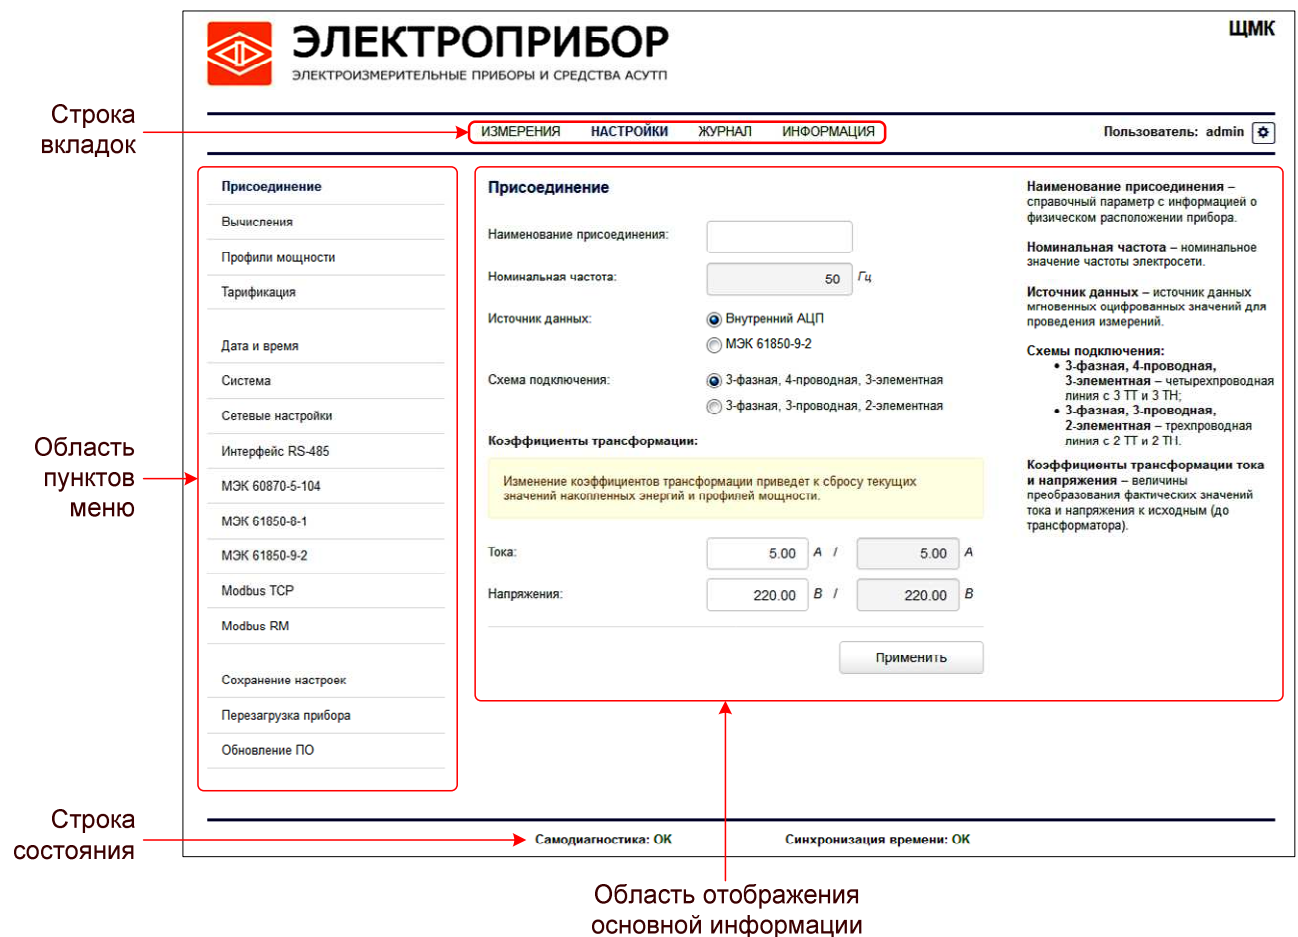 ЭЛЕКТРОПРИБОР
ЭЛЕКТРОИЗМЕРИТЕЛЬНЫЕ ПРИБОРЫ И СРЕДСТВА АСУТП
ЩМК
Строка
вкладок
ИЗМЕРЕНИЯ НАСТРОЙКИ ЖУРНАЛ ИНФОРМАЦИЯ
Пользователь: admin
Область
пунктов
меню
Присоединение
Вычисления
Профили мощности
Тарификация
Дата и время
Система
Сетевые настройки
Интерфейс RS-485
МЭК 60870-5-104
МЭК 61850-8-1
МЭК 61850-9-2
Modbus TCP
Modbus RM
Сохранение настроек
Перезагрузка прибора
Обновление ПО
Присоединение
Наименование присоединения:
Номинальная частота: 50 Гц
Источник данных: Внутренний АЦП
МЭК 61850-9-2
Схема подключения: 3-фазная, 4-проводная, 3-элементная
3-фазная, 3-проводная, 2-элементная
Коэффициенты трансформации:
Изменение коэффициентов трансформации приведет к сбросу текущих
значений накопленных энергий и профилей мощности.
Тока: 5.00 А / 5.00 А
Напряжения: 220.00 В / 220.00 В
Применить
Наименование присоединения –
справочный параметр с информацией о
физическом расположении прибора.
Номинальная частота – номинальное
значение частоты электросети.
Источник данных – источник данных
мгновенных оцифрованных значений для
проведения измерений.
Схемы подключения:
• 3-фазная, 4-проводная,
3-элементная – четырехпроводная
линия с 3 ТТ и 3 ТН;
• 3-фазная, 3-проводная,
2-элементная – трехпроводная
линия с 2 ТТ и 2 ТН.
Коэффициенты трансформации тока
и напряжения – величины
преобразования фактических значений
тока и напряжения к исходным (до
трансформатора).
Строка
состояния
Самодиагностика: OK Синхронизация времени: OK
Область отображения
основной информации